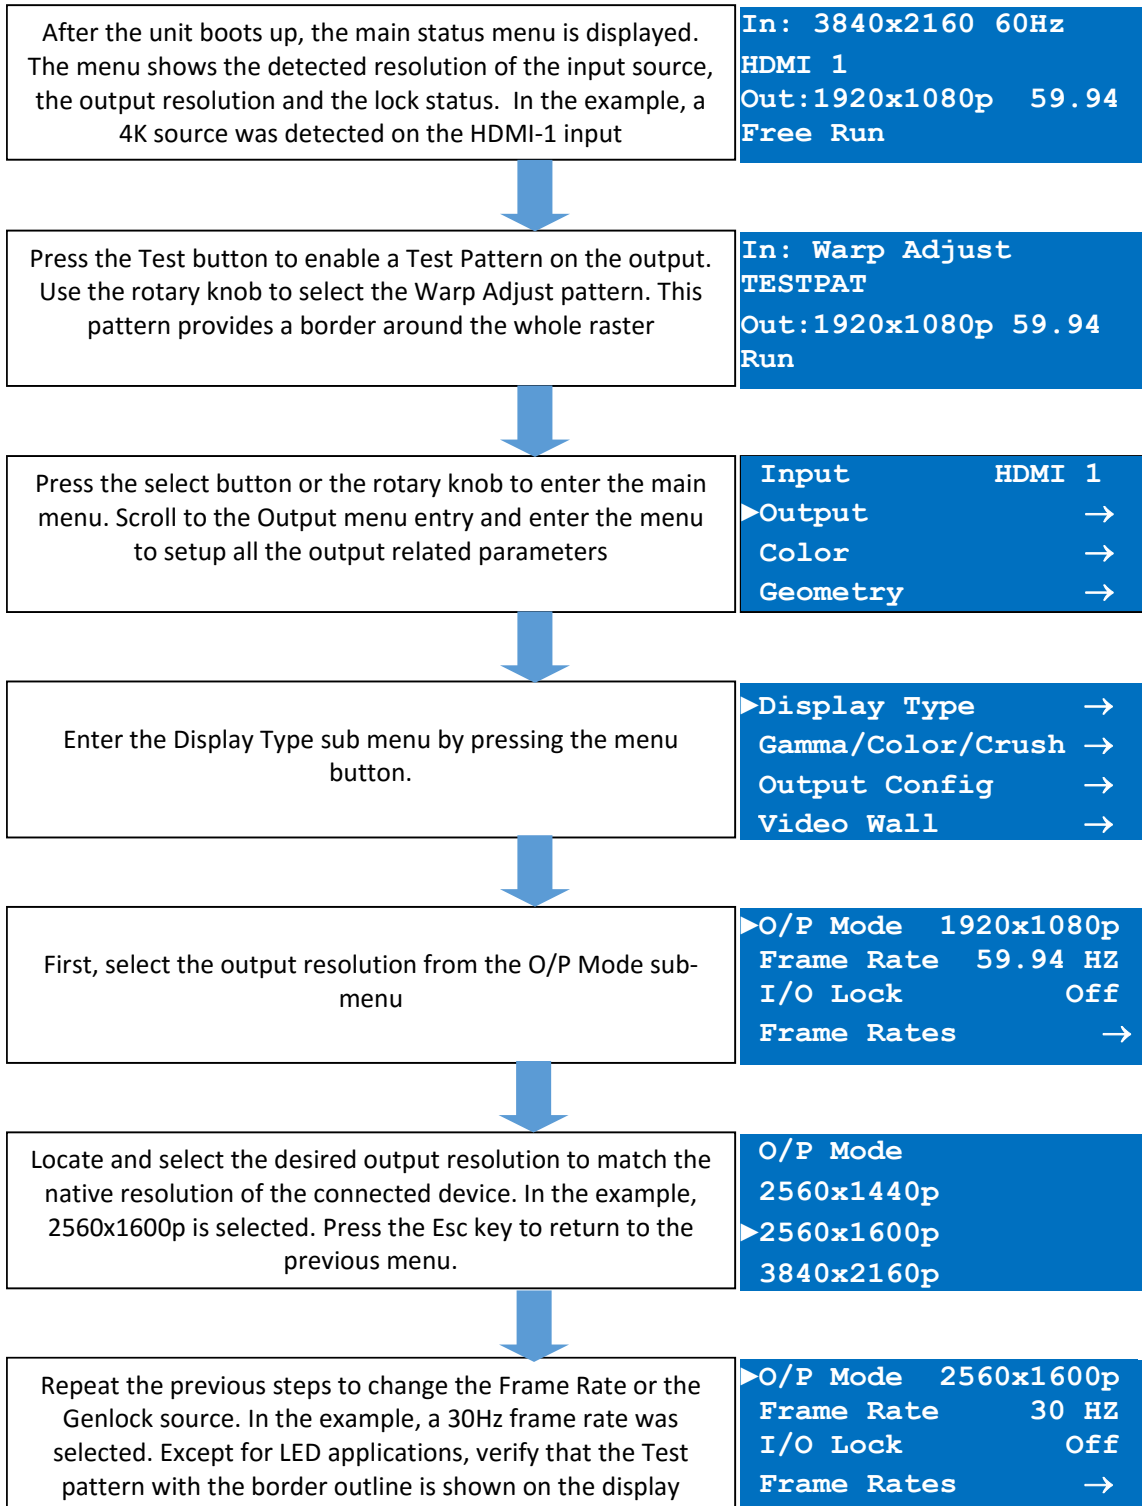 After the unit boots up, the main status menu is displayed.
The menu shows the detected resolution of the input source,
the output resolution and the lock status.  In the example, a
4K source was detected on the HDMI-1 input
In: 3840x2160 60Hz
HDMI 1
Out:1920x1080p  59.94
Free Run
Press the Test button to enable a Test Pattern on the output.
Use the rotary knob to select the Warp Adjust pattern. This
pattern provides a border around the whole raster
In: Warp Adjust
TESTPAT
Out:1920x1080p 59.94
Run
Press the select button or the rotary knob to enter the main
menu. Scroll to the Output menu entry and enter the menu
to setup all the output related parameters
Input HDMI 1
▶Output →
Color →
Geometry →
Enter the Display Type sub menu by pressing the menu
button.
▶Display Type →
Gamma/Color/Crush →
Output Config →
Video Wall →
First, select the output resolution from the O/P Mode sub-
menu
▶O/P Mode 1920x1080p
Frame Rate 59.94 HZ
I/O Lock Off
Frame Rates →
Locate and select the desired output resolution to match the
native resolution of the connected device. In the example,
2560x1600p is selected. Press the Esc key to return to the
previous menu.
O/P Mode
2560x1440p
▶2560x1600p
3840x2160p
Repeat the previous steps to change the Frame Rate or the
Genlock source. In the example, a 30Hz frame rate was
selected. Except for LED applications, verify that the Test
pattern with the border outline is shown on the display
▶O/P Mode 2560x1600p
Frame Rate 30 HZ
I/O Lock Off
Frame Rates →